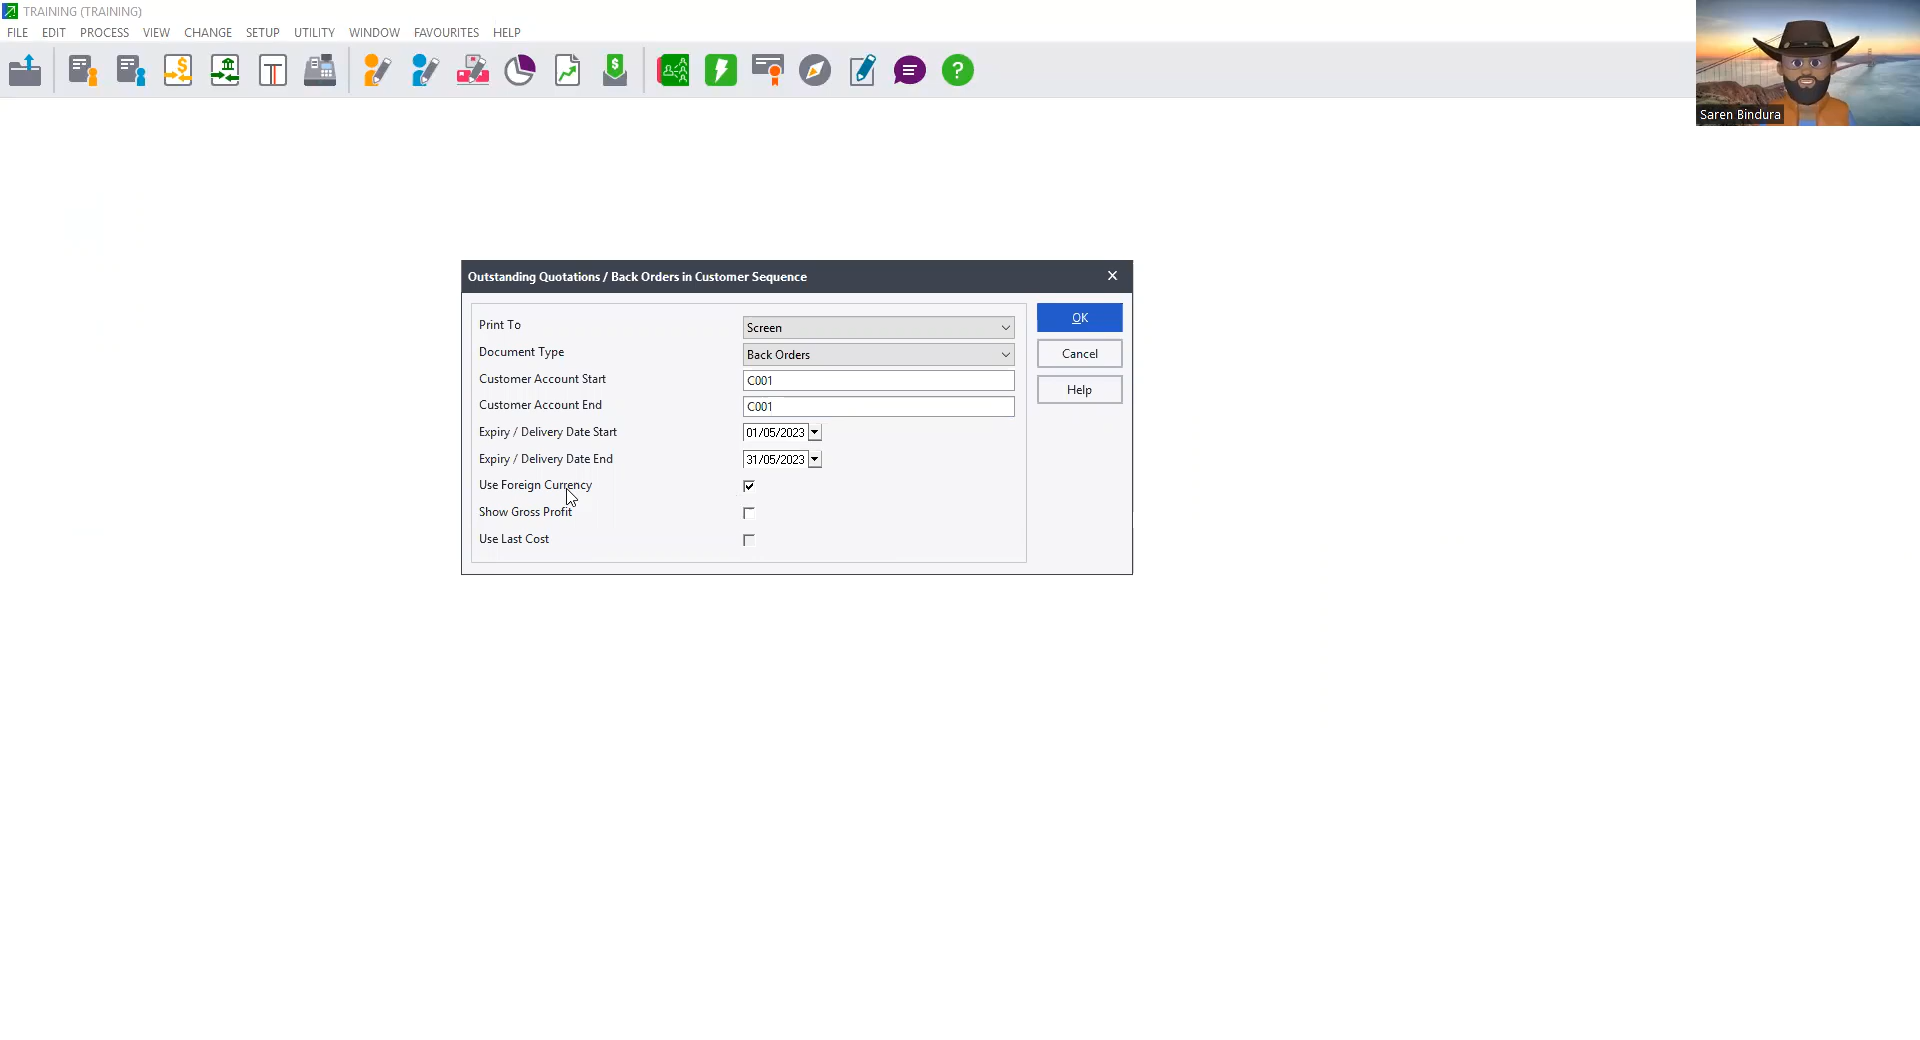 TRAINING (TRAINING)
FILE EDIT PROCESS VIEW CHANGE SETUP UTILITY WINDOW FAVOURITES HELP
Saren Bindura
Outstanding Quotations / Back Orders in Customer Sequence
Print To Screen OK
Document Type Back Orders Cancel
Customer Account Start C001 Help
Customer Account End C001
Expiry / Delivery Date Start 01/05/2023
Expiry / Delivery Date End 31/05/2023
Use Foreign Currency
Show Gross Profit
Use Last Cost